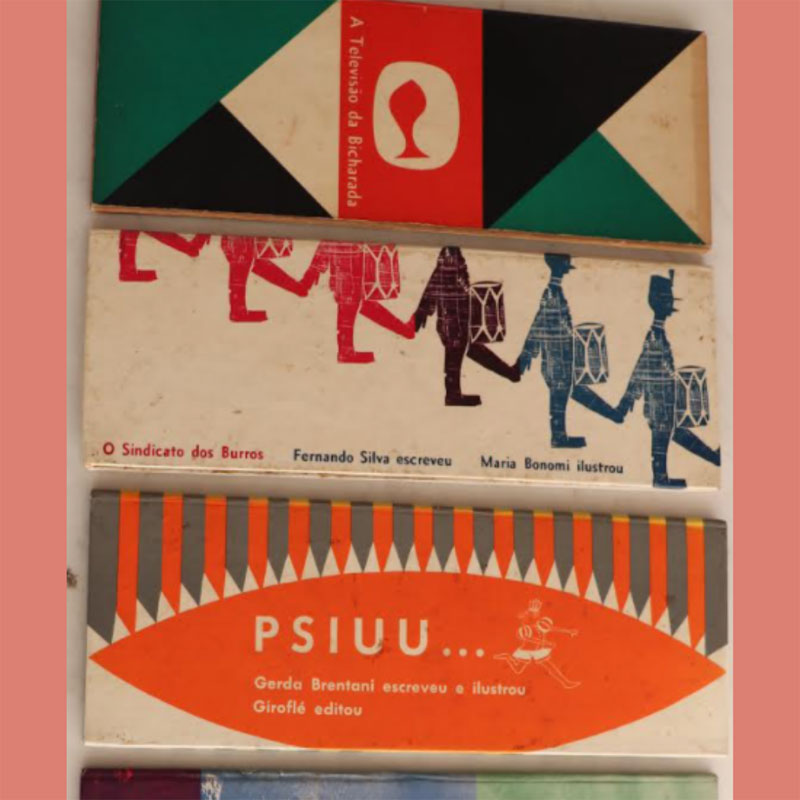 A Televisão da Bicharada
O Sindicato dos Burros Fernando Silva escreveu Maria Bonomi ilustrou
PSIUU...
Gerda Brentani escreveu e ilustrou
Giroflé editou